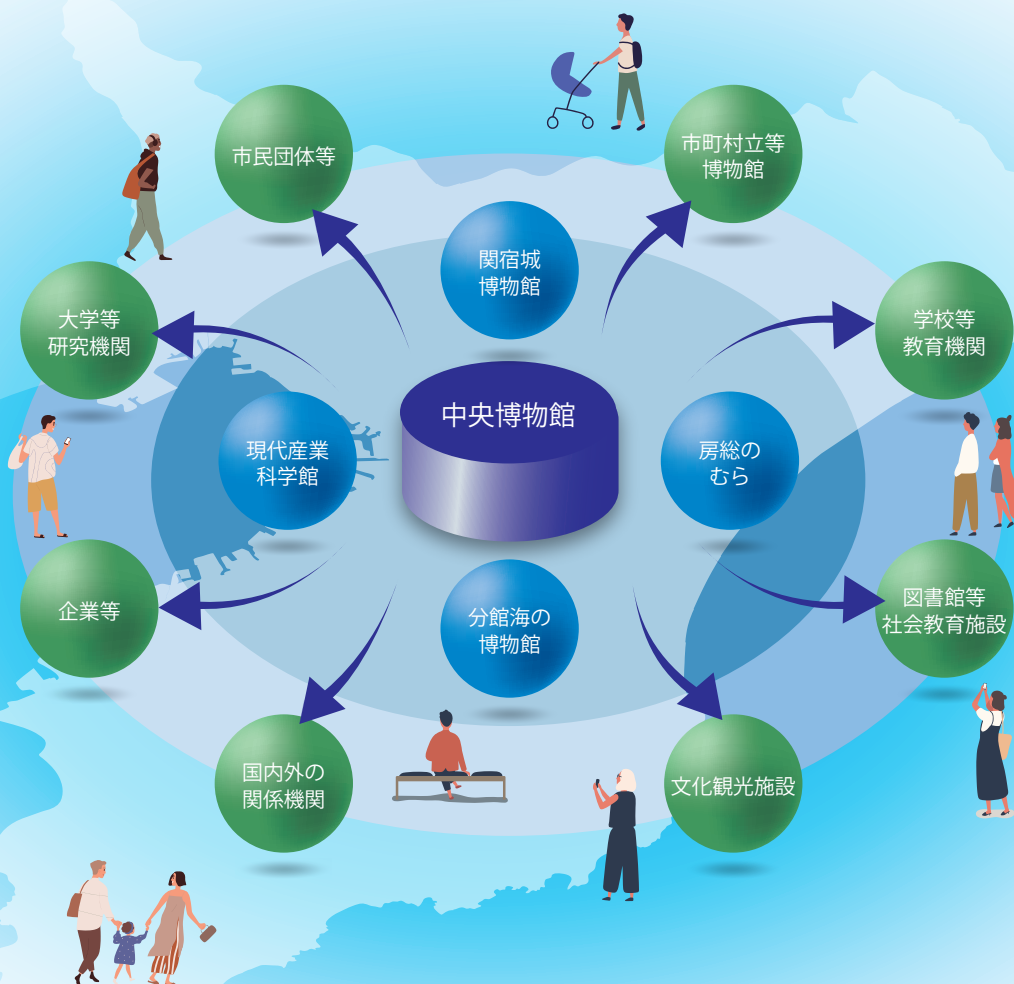 市民団体等
市町村立等
博物館
関宿城
博物館
大学等
研究機関
学校等
教育機関
中央博物館
現代産業
科学館
房総の
むら
企業等
分館海の
博物館
図書館等
社会教育施設
国内外の
関係機関
文化観光施設